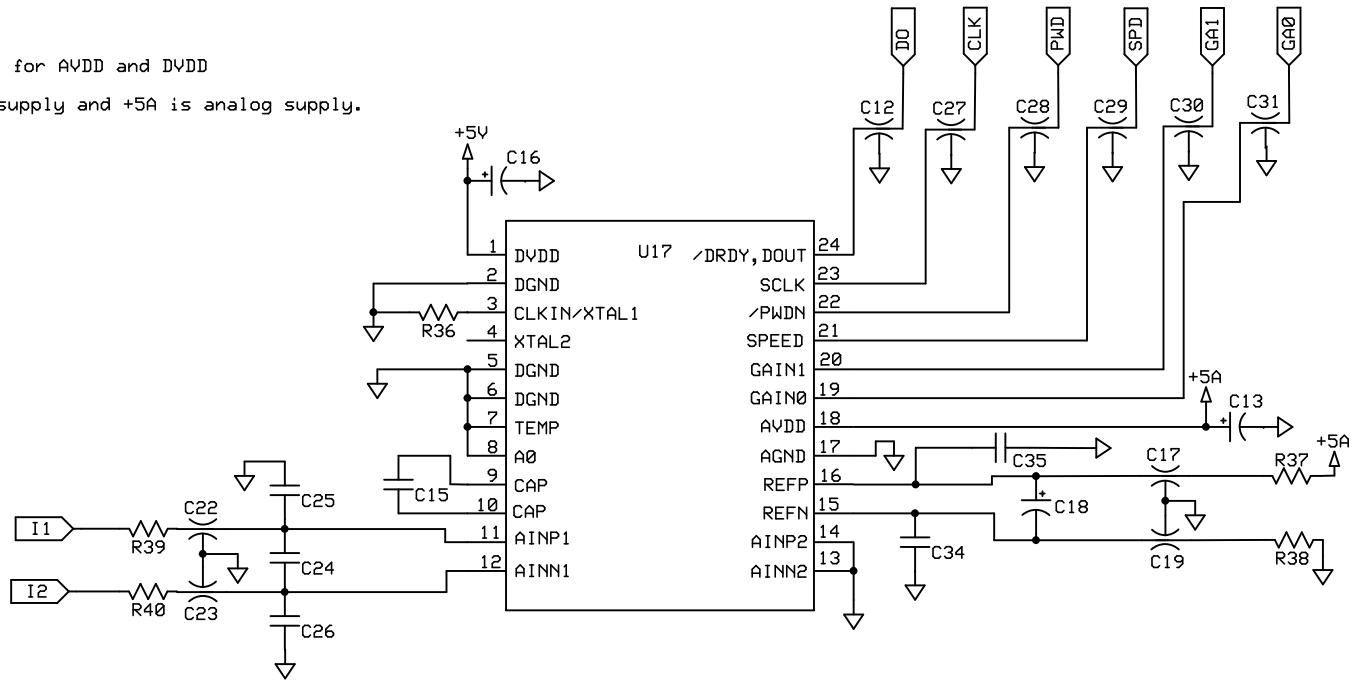 DO CLK PWD SPD GA1 GA0
for AVDD and DVDD
supply and +5A is analog supply.
C12 C27 C28 C29 C30 C31
+5V
C16
U17
1 DVDD
2 DGND
3 CLKIN/XTAL1
R36
4 XTAL2
5 DGND
6 DGND
7 TEMP
8 A0
9 CAP
C15
10 CAP
11 AINP1
12 AINN1
/DRDY,DOUT 24
SCLK 23
/PWDN 22
SPEED 21
GAIN1 20
GAIN0 19
AVDD 18
AGND 17
REFP 16
REFN 15
AINP2 14
AINN2 13
+5A
C13
C35
C17
R37
+5A
C18
C34
C19
R38
C25
C22
I1
R39
C24
I2
R40
C23
C26